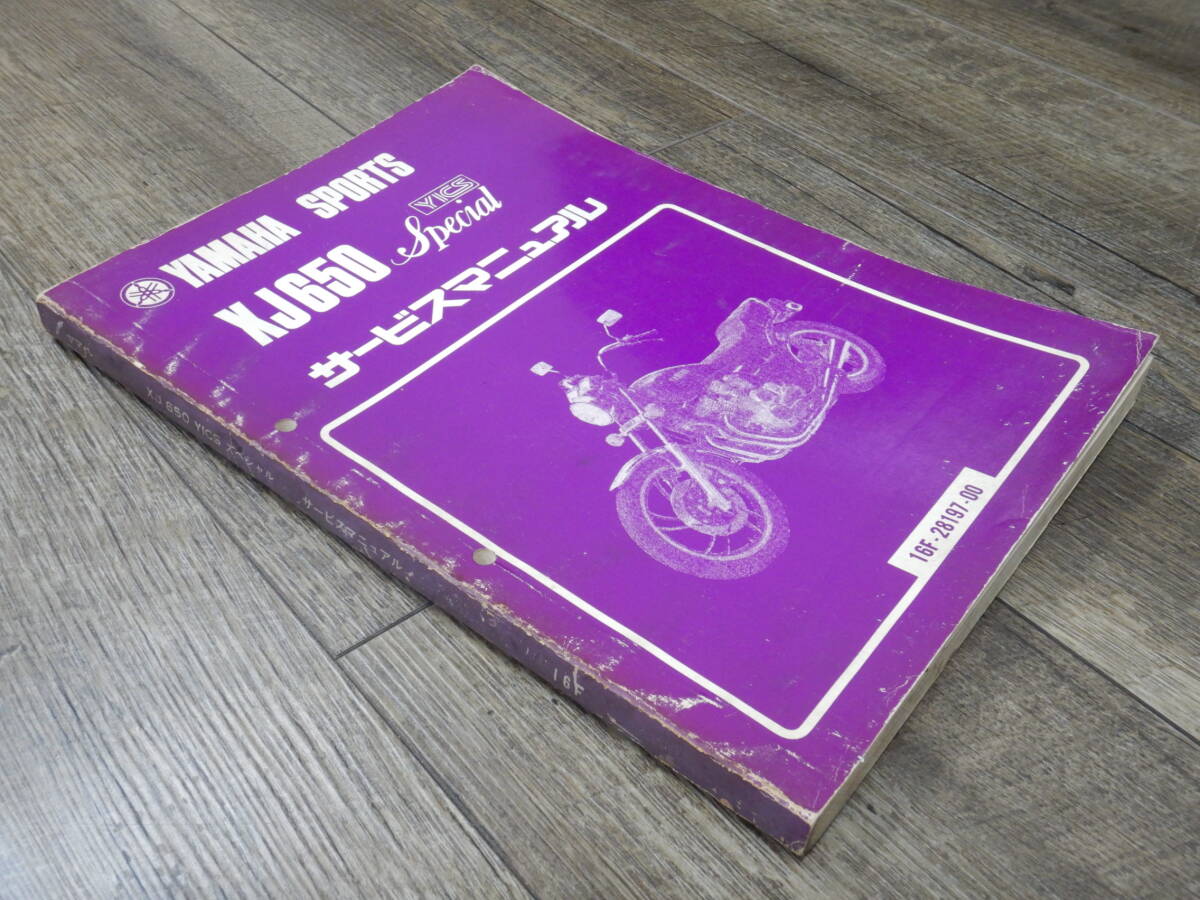 YAMAHA SPORTS
XJ650 Special
YICS
サービスマニュアル
16F-28197-00
XJ 650 YICS スペシャル サービスマニュアル
16F